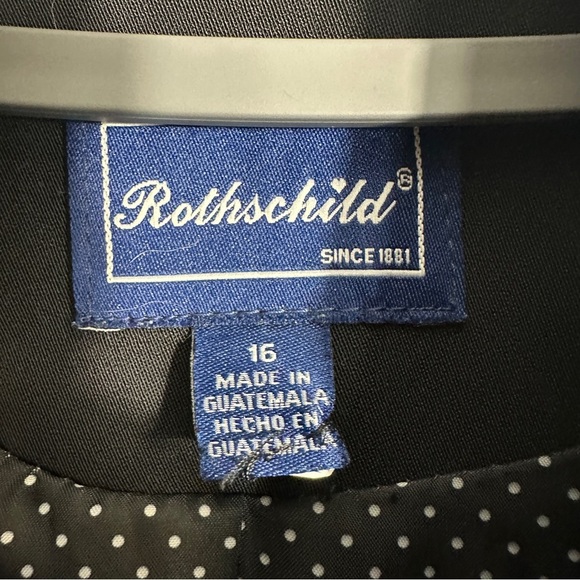 Rothschild®
SINCE 1881
16
MADE IN
GUATEMALA
HECHO EN
GUATEMALA